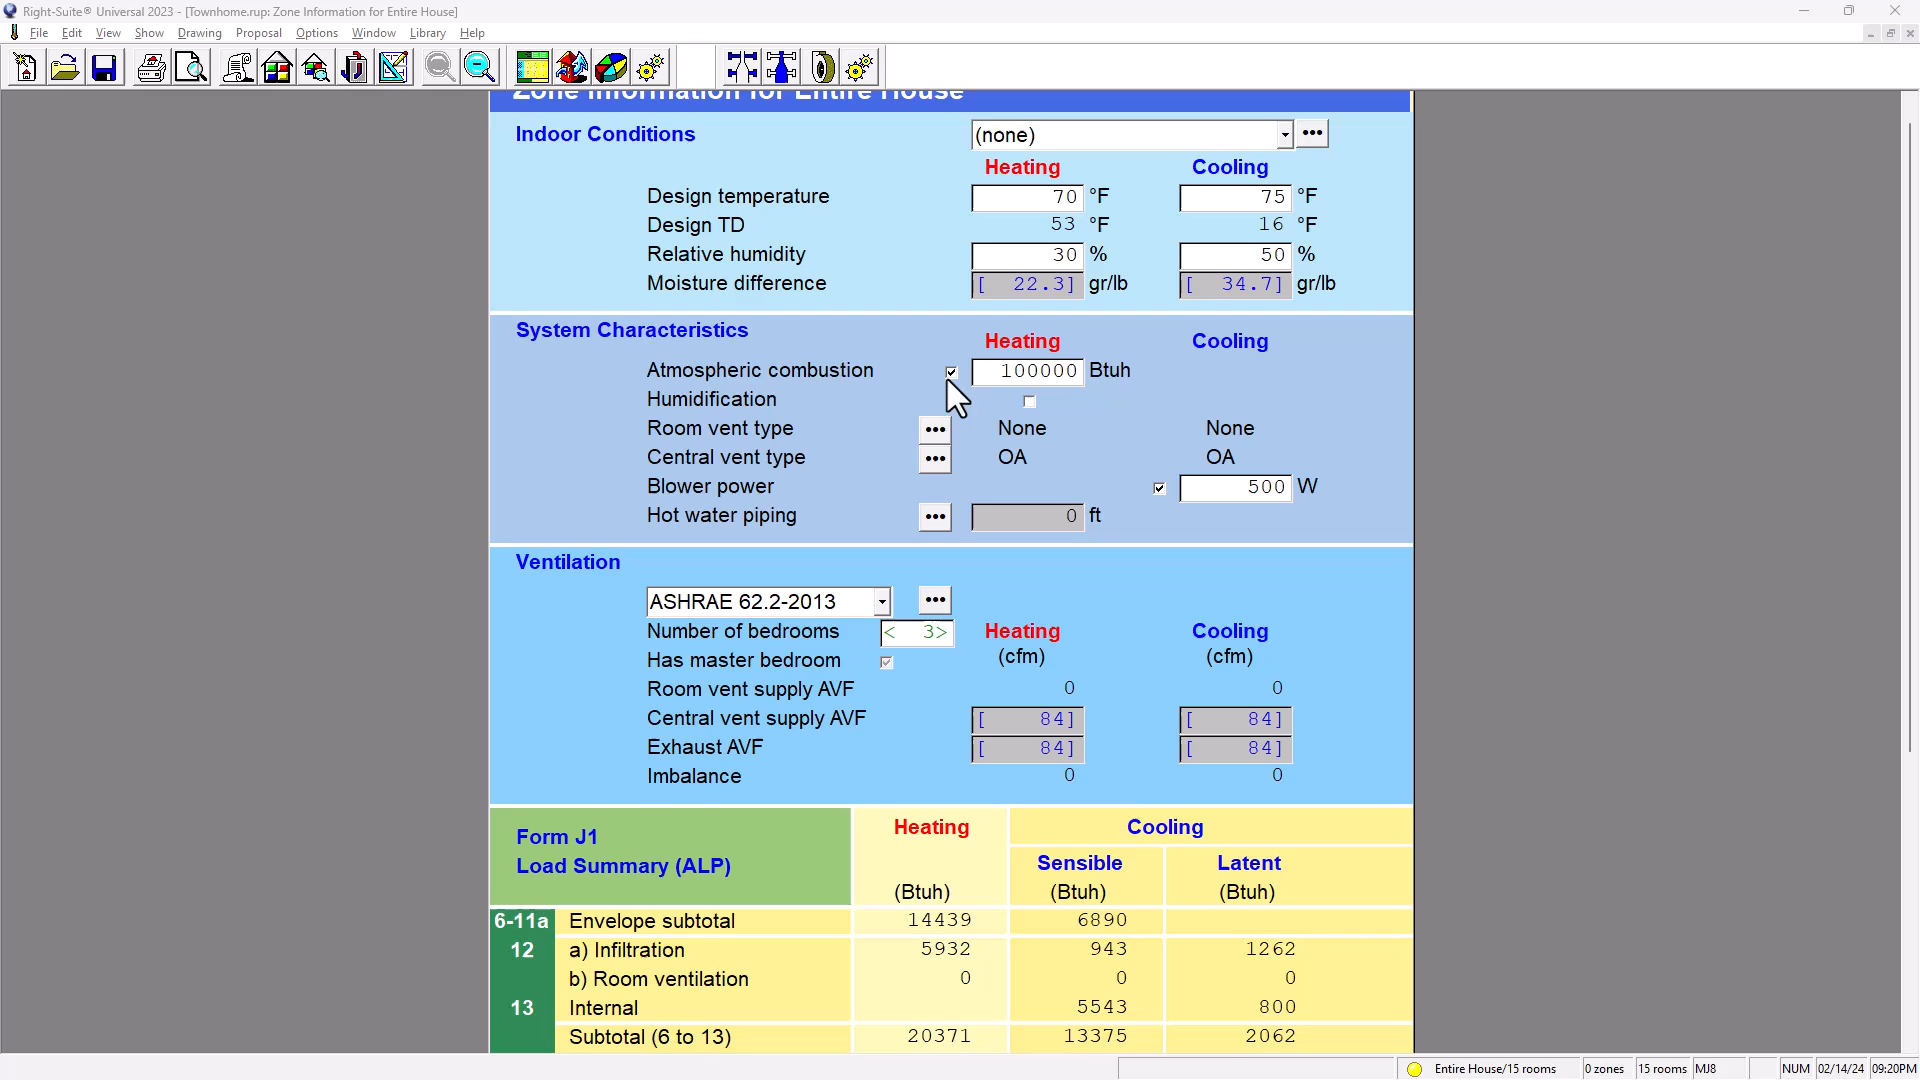 Right-Suite® Universal 2023 - [Townhome.rup: Zone Information for Entire House]
File Edit View Show Drawing Proposal Options Window Library Help
Zone Information for Entire House
Indoor Conditions (none) •••
Heating Cooling
Design temperature 70 °F 75 °F
Design TD 53 °F 16 °F
Relative humidity 30 % 50 %
Moisture difference [ 22.3] gr/lb [ 34.7] gr/lb
System Characteristics
Heating Cooling
Atmospheric combustion 100000 Btuh
Humidification
Room vent type ••• None None
Central vent type ••• OA OA
Blower power 500 W
Hot water piping ••• 0 ft
Ventilation
ASHRAE 62.2-2013 •••
Number of bedrooms < 3> Heating Cooling
Has master bedroom (cfm) (cfm)
Room vent supply AVF 0 0
Central vent supply AVF [ 84] [ 84]
Exhaust AVF [ 84] [ 84]
Imbalance 0 0
Form J1 Heating Cooling
Load Summary (ALP) Sensible Latent
(Btuh) (Btuh) (Btuh)
6-11a Envelope subtotal 14439 6890
12 a) Infiltration 5932 943 1262
b) Room ventilation 0 0 0
13 Internal 5543 800
Subtotal (6 to 13) 20371 13375 2062
Entire House/15 rooms 0 zones 15 rooms MJ8 NUM 02/14/24 09:20PM